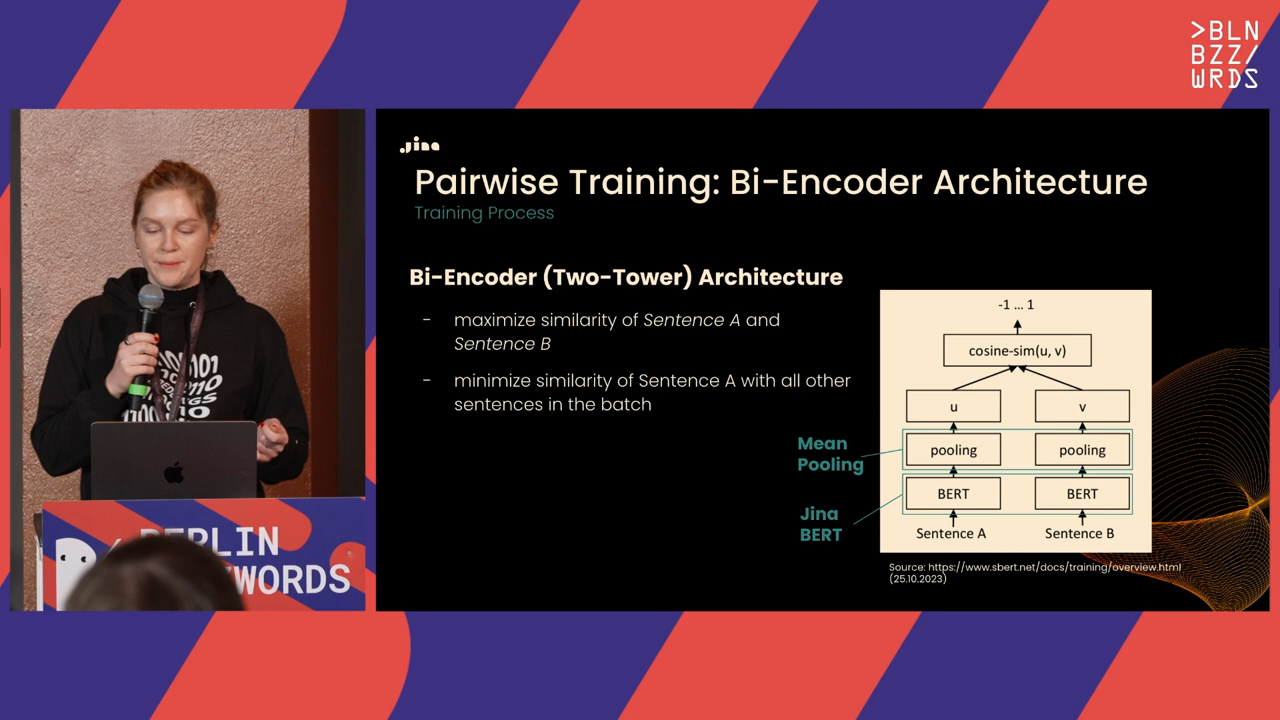 >BLN
BZZ/
WRDS
Jina
Pairwise Training: Bi-Encoder Architecture
Training Process
Bi-Encoder (Two-Tower) Architecture
- maximize similarity of Sentence A and
Sentence B
- minimize similarity of Sentence A with all other
sentences in the batch
Mean
Pooling
Jina
BERT
-1 ... 1
cosine-sim(u, v)
u
v
pooling
pooling
BERT
BERT
Sentence A
Sentence B
Source: https://www.sbert.net/docs/training/overview.html
(25.10.2023)